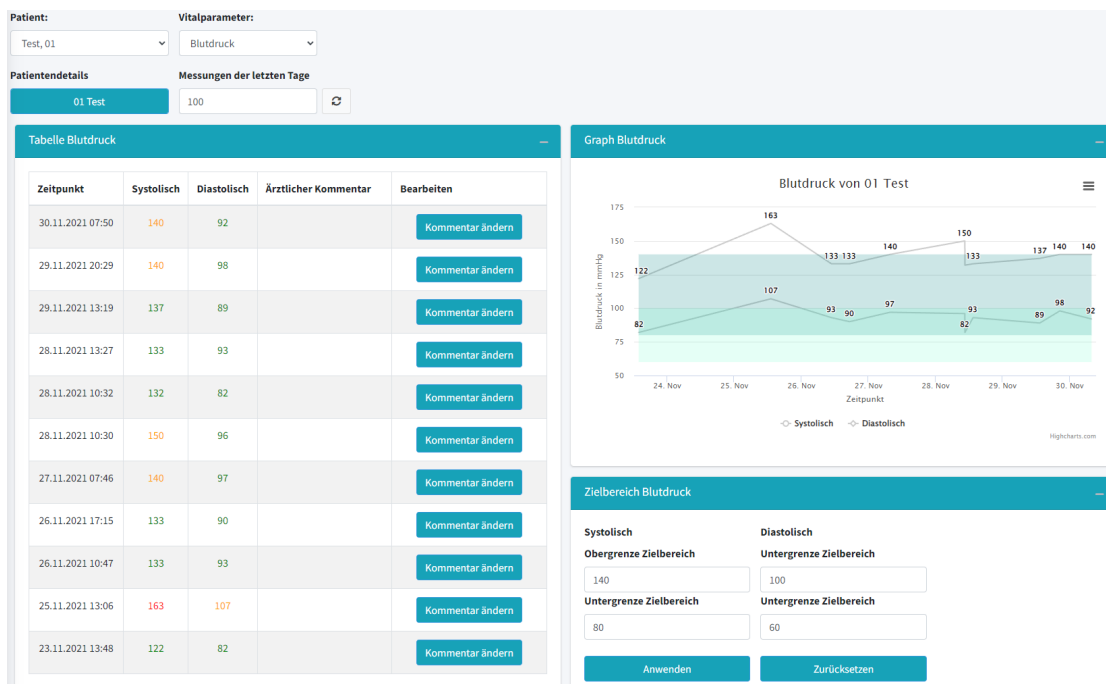 Patient: Vitalparameter:
Test, 01 Blutdruck
Patientendetails Messungen der letzten Tage
01 Test 100
Tabelle Blutdruck
Zeitpunkt Systolisch Diastolisch Ärztlicher Kommentar Bearbeiten
30.11.2021 07:50 140 92 Kommentar ändern
29.11.2021 20:29 140 98 Kommentar ändern
29.11.2021 13:19 137 89 Kommentar ändern
28.11.2021 13:27 133 93 Kommentar ändern
28.11.2021 10:32 132 82 Kommentar ändern
28.11.2021 10:30 150 96 Kommentar ändern
27.11.2021 07:46 140 97 Kommentar ändern
26.11.2021 17:15 133 90 Kommentar ändern
26.11.2021 10:47 133 93 Kommentar ändern
25.11.2021 13:06 163 107 Kommentar ändern
23.11.2021 13:48 122 82 Kommentar ändern
Graph Blutdruck
Blutdruck von 01 Test
Blutdruck in mmHg
175
150
125
100
75
50
122 163 133 133 140 150 133 137 140 140
82 107 93 90 97 82 93 89 98 92
24. Nov 25. Nov 26. Nov 27. Nov 28. Nov 29. Nov 30. Nov
Zeitpunkt
Systolisch Diastolisch
Highcharts.com
Zielbereich Blutdruck
Systolisch Diastolisch
Obergrenze Zielbereich Untergrenze Zielbereich
140 100
Untergrenze Zielbereich Untergrenze Zielbereich
80 60
Anwenden Zurücksetzen